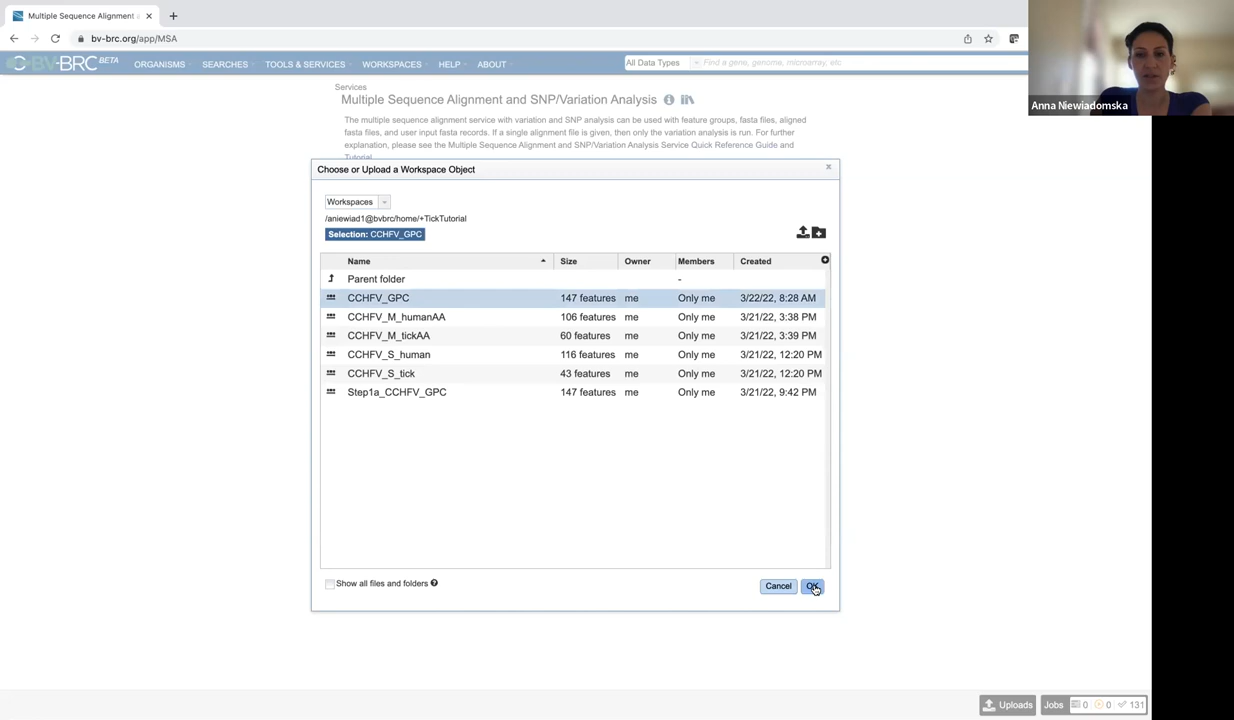 Multiple Sequence Alignment a
bv-brc.org/app/MSA
BV-BRC BETA
ORGANISMS
SEARCHES
TOOLS & SERVICES
WORKSPACES
HELP
ABOUT
All Data Types
Find a gene, genome, microarray, etc
Anna Niewiadomska
Services
Multiple Sequence Alignment and SNP/Variation Analysis
The multiple sequence alignment service with variation and SNP analysis can be used with feature groups, fasta files, aligned
fasta files, and user input fasta records. If a single alignment file is given, then only the variation analysis is run. For further
explanation, please see the Multiple Sequence Alignment and SNP/Variation Analysis Service Quick Reference Guide and
Tutorial.
Choose or Upload a Workspace Object
Workspaces
/aniewiad1@bvbrc/home/+TickTutorial
Selection: CCHFV_GPC
Name Size Owner Members Created
Parent folder -
CCHFV_GPC 147 features me Only me 3/22/22, 8:28 AM
CCHFV_M_humanAA 106 features me Only me 3/21/22, 3:38 PM
CCHFV_M_tickAA 60 features me Only me 3/21/22, 3:39 PM
CCHFV_S_human 116 features me Only me 3/21/22, 12:20 PM
CCHFV_S_tick 43 features me Only me 3/21/22, 12:20 PM
Step1a_CCHFV_GPC 147 features me Only me 3/21/22, 9:42 PM
Show all files and folders
Cancel
OK
Uploads
Jobs 0 0 131